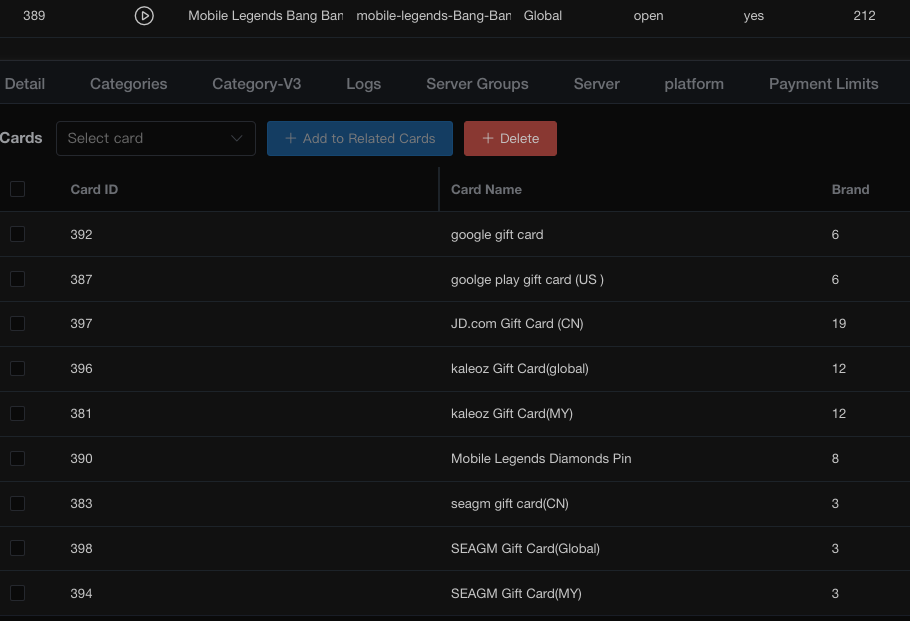 389 Mobile Legends Bang Ban mobile-legends-Bang-Ban Global open yes 212
Detail Categories Category-V3 Logs Server Groups Server platform Payment Limits
Cards Select card + Add to Related Cards + Delete
Card ID Card Name Brand
392 google gift card 6
387 goolge play gift card (US ) 6
397 JD.com Gift Card (CN) 19
396 kaleoz Gift Card(global) 12
381 kaleoz Gift Card(MY) 12
390 Mobile Legends Diamonds Pin 8
383 seagm gift card(CN) 3
398 SEAGM Gift Card(Global) 3
394 SEAGM Gift Card(MY) 3